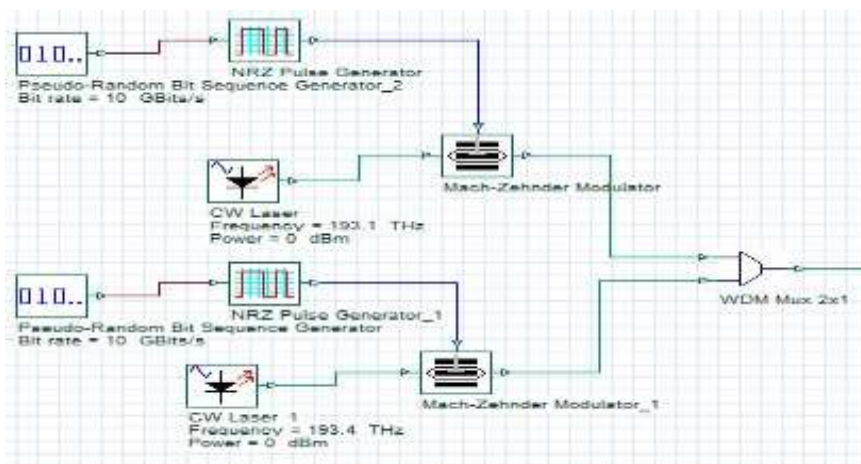 010..
NRZ Pulse Generator
Pseudo-Random Bit Sequence Generator_2
Bit rate = 10 GBits/s
Mach-Zehnder Modulator
CW Laser
Frequency = 193.1 THz
Power = 0 dBm
WDM Mux 2x1
010..
NRZ Pulse Generator_1
Pseudo-Random Bit Sequence Generator
Bit rate = 10 GBits/s
Mach-Zehnder Modulator_1
CW Laser 1
Frequency = 193.4 THz
Power = 0 dBm